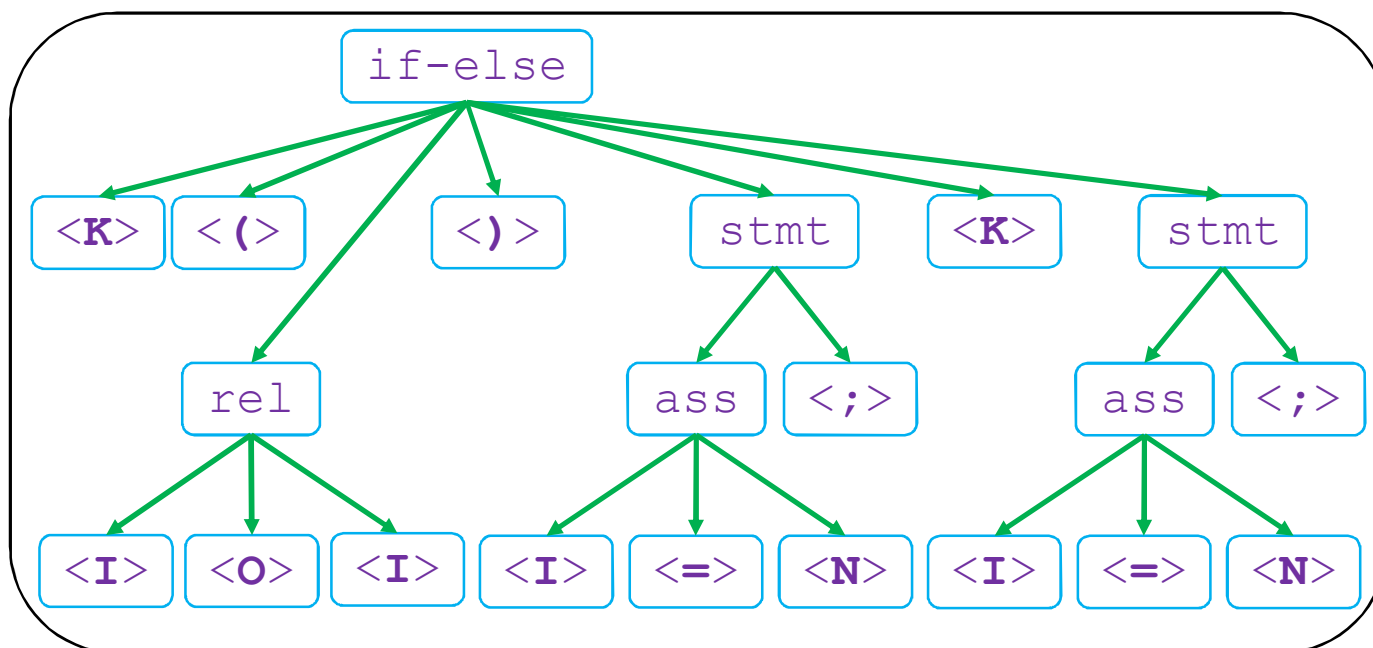 if-else
<K> <(> <)> stmt <K> stmt
rel ass <;> ass <;>
<I> <O> <I> <I> <=> <N> <I> <=> <N>